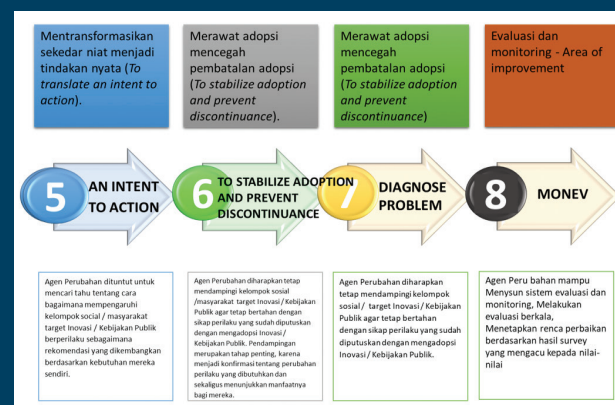 Mentransformasikan
sekedar niat menjadi
tindakan nyata (To
translate an intent to
action).
Merawat adopsi
mencegah
pembatalan adopsi
(To stabilize adoption
and prevent
discontinuance).
Merawat adopsi
mencegah
pembatalan adopsi
(To stabilize adoption
and prevent
discontinuance)
Evaluasi dan
monitoring - Area of
improvement
5
AN INTENT
TO ACTION
6
TO STABILIZE ADOPTION
AND PREVENT
DISCONTINUANCE
7
DIAGNOSE
PROBLEM
8
MONEV
Agen Perubahan dituntut untuk
mencari tahu tentang cara
bagaimana mempengaruhi
kelompok social / masyarakat
target Inovasi / Kebijakan Publik
berperilaku sebagaimana
rekomendasi yang dikembangkan
berdasarkan kebutuhan mereka
sendiri.
Agen Perubahan diharapkan tetap
mendampingi kelompok sosial
/masyarakat target Inovasi / Kebijakan
Publik agar tetap bertahan dengan
sikap perilaku yang sudah diputuskan
dengan mengadopsi Inovasi /
Kebijakan Publik. Pendampingan
merupakan tahap penting, karena
menjadi konfirmasi tentang perubahan
perilaku yang dibutuhkan dan
sekaligus menunjukkan manfaatnya
bagi mereka.
Agen Perubahan diharapkan
tetap mendampingi kelompok
sosial/ target Inovasi / Kebijakan
Publik agar tetap bertahan
dengan sikap perilaku yang sudah
diputuskan dengan mengadopsi
Inovasi / Kebijakan Publik.
Agen Peru bahan mampu
Menysun sistem evaluasi dan
monitoring, Melakukan
evaluasi berkala,
Menetapkan renca perbaikan
berdasarkan hasil survey
yang mengacu kepada nilai-
nilai